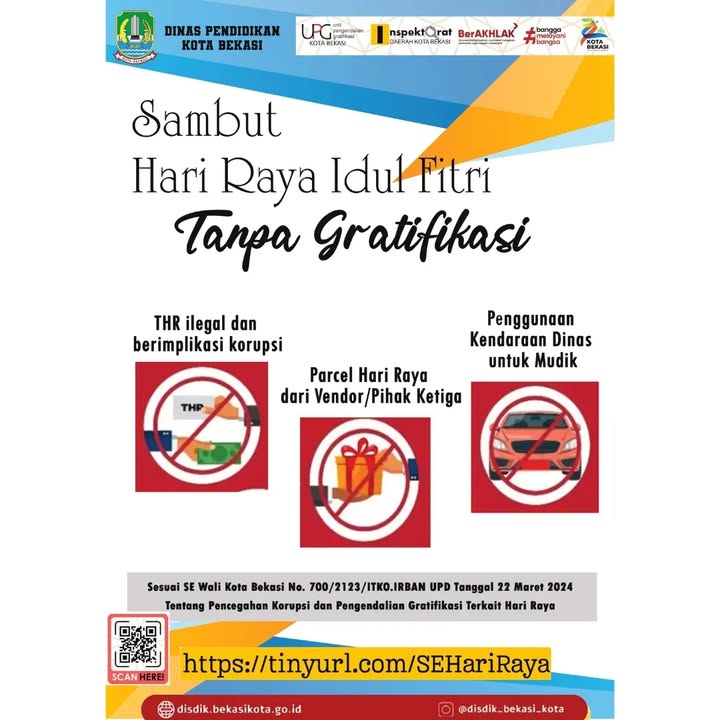 DINAS PENDIDIKAN
KOTA BEKASI
UPG unit pengendalian gratifikasi
KOTA BEKASI
Inspektorat
DAERAH KOTA BEKASI
BerAKHLAK
#bangga melayani bangsa
KOTA BEKASI
Sambut
Hari Raya Idul Fitri
Tanpa Gratifikasi
THR ilegal dan
berimplikasi korupsi
THR
Parcel Hari Raya
dari Vendor/Pihak Ketiga
Penggunaan
Kendaraan Dinas
untuk Mudik
Sesuai SE Wali Kota Bekasi No. 700/2123/ITKO.IRBAN UPD Tanggal 22 Maret 2024
Tentang Pencegahan Korupsi dan Pengendalian Gratifikasi Terkait Hari Raya
SCAN HERE!
https://tinyurl.com/SEHariRaya
disdik.bekasikota.go.id
@disdik_bekasi_kota